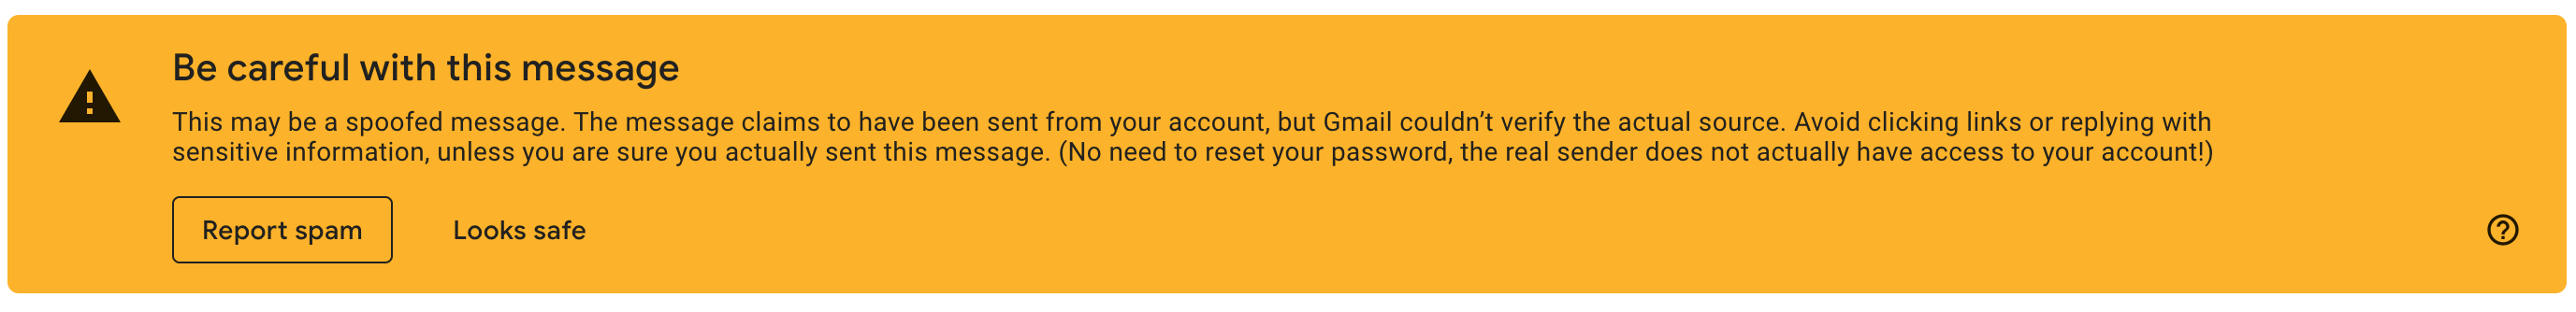 Be careful with this message
This may be a spoofed message. The message claims to have been sent from your account, but Gmail couldn’t verify the actual source. Avoid clicking links or replying with
sensitive information, unless you are sure you actually sent this message. (No need to reset your password, the real sender does not actually have access to your account!)
Report spam
Looks safe